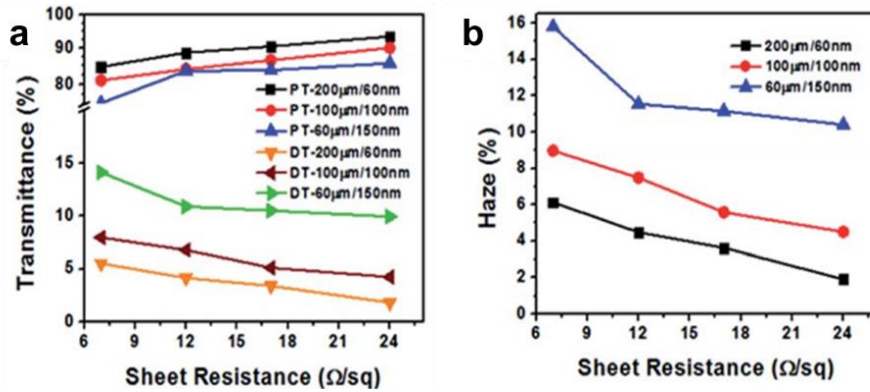 a
Transmittance (%)
100
90
80
15
10
5
0
PT-200μm/60nm
PT-100μm/100nm
PT-60μm/150nm
DT-200μm/60nm
DT-100μm/100nm
DT-60μm/150nm
6 9 12 15 18 21 24
Sheet Resistance (Ω/sq)
b
Haze (%)
16
14
12
10
8
6
4
2
0
200μm/60nm
100μm/100nm
60μm/150nm
6 9 12 15 18 21 24
Sheet Resistance (Ω/sq)